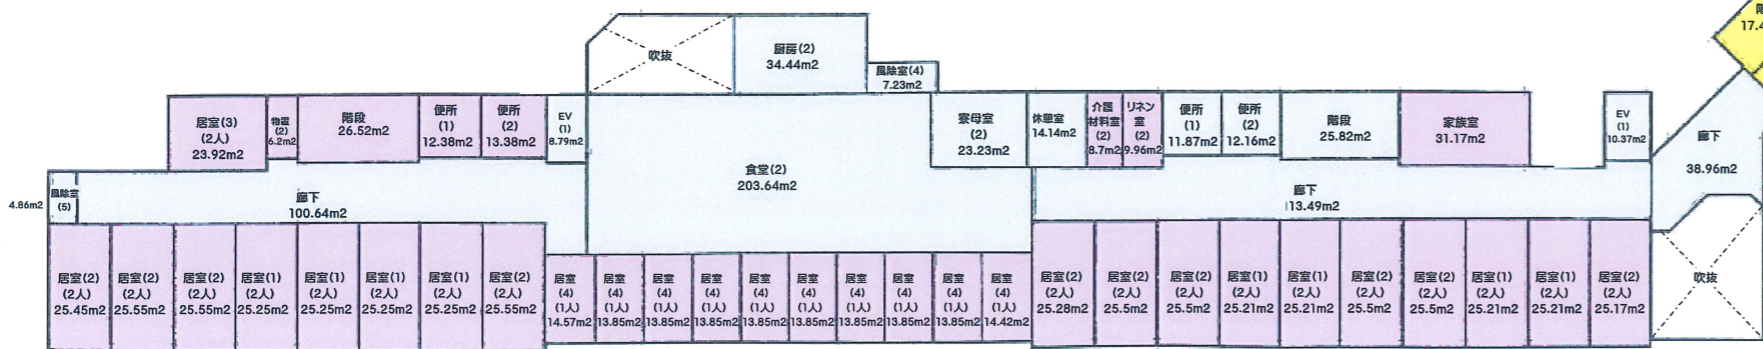 階
17.4
吹抜
厨房(2)
34.44m2
風除室(4)
7.23m2
居室(3)
(2人)
23.92m2
物置
(2)
6.2m2
階段
26.52m2
便所
(1)
12.38m2
便所
(2)
13.38m2
EV
(1)
8.79m2
食堂(2)
203.64m2
寮母室
(2)
23.23m2
休憩室
14.14m2
介護
材料室
(2)
8.7m2
リネン
室
(2)
9.96m2
便所
(1)
11.87m2
便所
(2)
12.16m2
階段
25.82m2
家族室
31.17m2
EV
(1)
10.37m2
廊下
38.96m2
4.86m2
風除室
(5)
廊下
100.64m2
廊下
113.49m2
居室(2)
(2人)
25.45m2
居室(2)
(2人)
25.55m2
居室(2)
(2人)
25.55m2
居室(1)
(2人)
25.25m2
居室(1)
(2人)
25.25m2
居室(1)
(2人)
25.25m2
居室(1)
(2人)
25.25m2
居室(2)
(2人)
25.55m2
居室
(4)
(1人)
14.57m2
居室
(4)
(1人)
13.85m2
居室
(4)
(1人)
13.85m2
居室
(4)
(1人)
13.85m2
居室
(4)
(1人)
13.85m2
居室
(4)
(1人)
13.85m2
居室
(4)
(1人)
13.85m2
居室
(4)
(1人)
13.85m2
居室
(4)
(1人)
13.85m2
居室
(4)
(1人)
14.42m2
居室(2)
(2人)
25.28m2
居室(2)
(2人)
25.5m2
居室(2)
(2人)
25.5m2
居室(1)
(2人)
25.21m2
居室(1)
(2人)
25.21m2
居室(2)
(2人)
25.5m2
居室(2)
(2人)
25.5m2
居室(1)
(2人)
25.21m2
居室(1)
(2人)
25.21m2
居室(2)
(2人)
25.17m2
吹抜